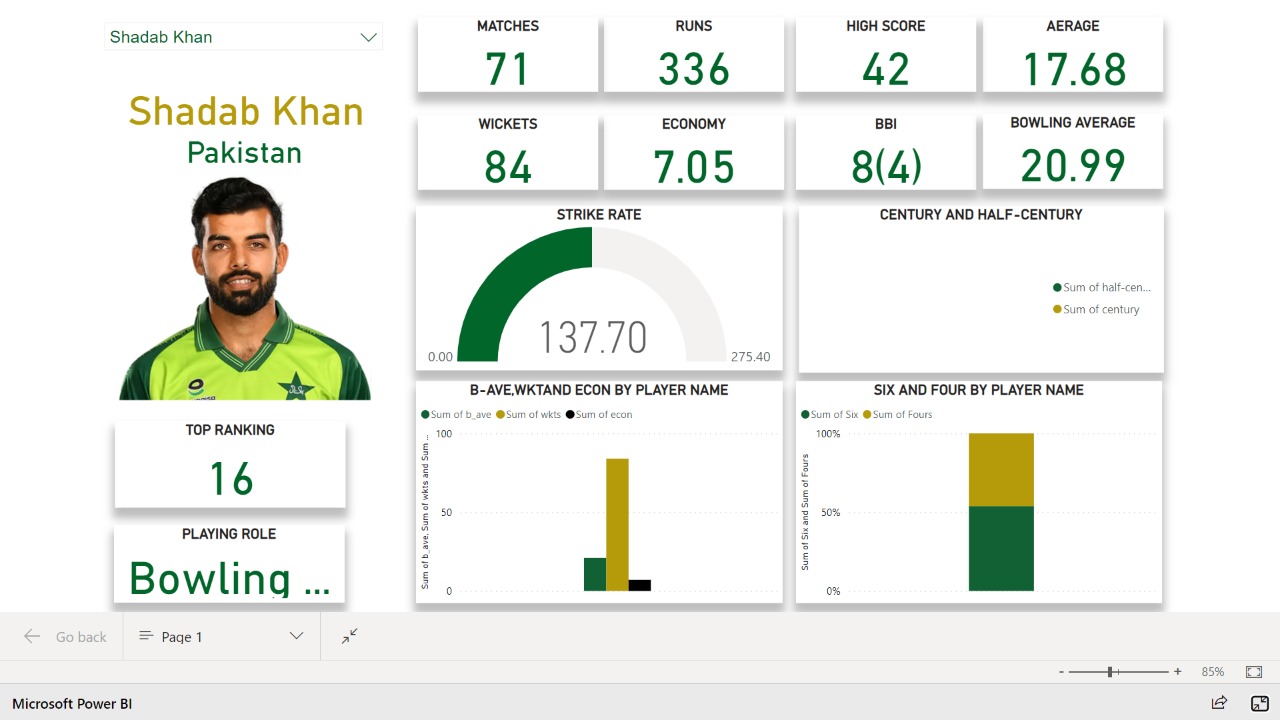 Shadab Khan
Shadab Khan
Pakistan
TOP RANKING
16
PLAYING ROLE
Bowling ...
MATCHES
71
RUNS
336
HIGH SCORE
42
AERAGE
17.68
WICKETS
84
ECONOMY
7.05
BBI
8(4)
BOWLING AVERAGE
20.99
STRIKE RATE
137.70
0.00
275.40
CENTURY AND HALF-CENTURY
Sum of half-cen...
Sum of century
B-AVE,WKTAND ECON BY PLAYER NAME
Sum of b_ave Sum of wkts Sum of econ
Sum of b_ave, Sum of wkts and Sum ...
100
50
0
SIX AND FOUR BY PLAYER NAME
Sum of Six Sum of Fours
Sum of Six and Sum of Fours
100%
50%
0%
Go back
Page 1
- + 85%
Microsoft Power BI